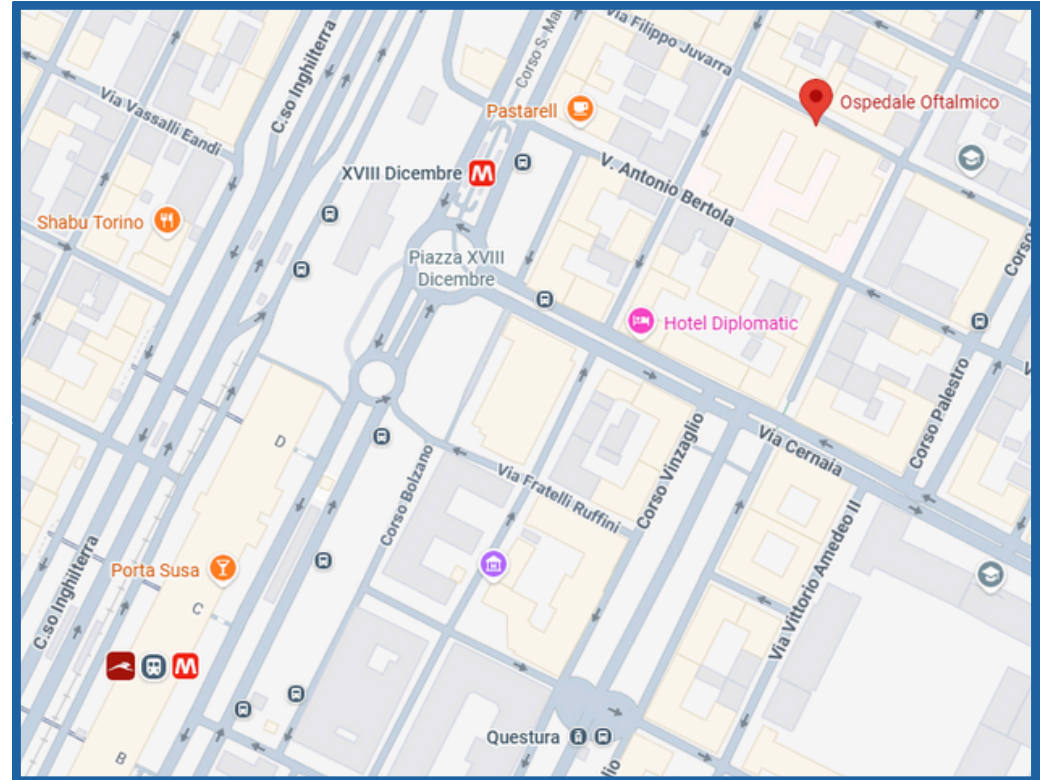 Via Filippo Juvarra
C.so Inghilterra
Corso S. Mar
Ospedale Oftalmico
Pastarell
Via Vassalli Eandi
XVIII Dicembre
M
V. Antonio Bertola
Shabu Torino
Corso
Piazza XVIII
Dicembre
Hotel Diplomatic
V
Corso Palestro
Via Cernaia
Corso Vinzaglio
D
Corso Bolzano
Via Fratelli Ruffini
Via Vittorio Amedeo II
Porta Susa
C.so Inghilterra
C
M
Questura
B